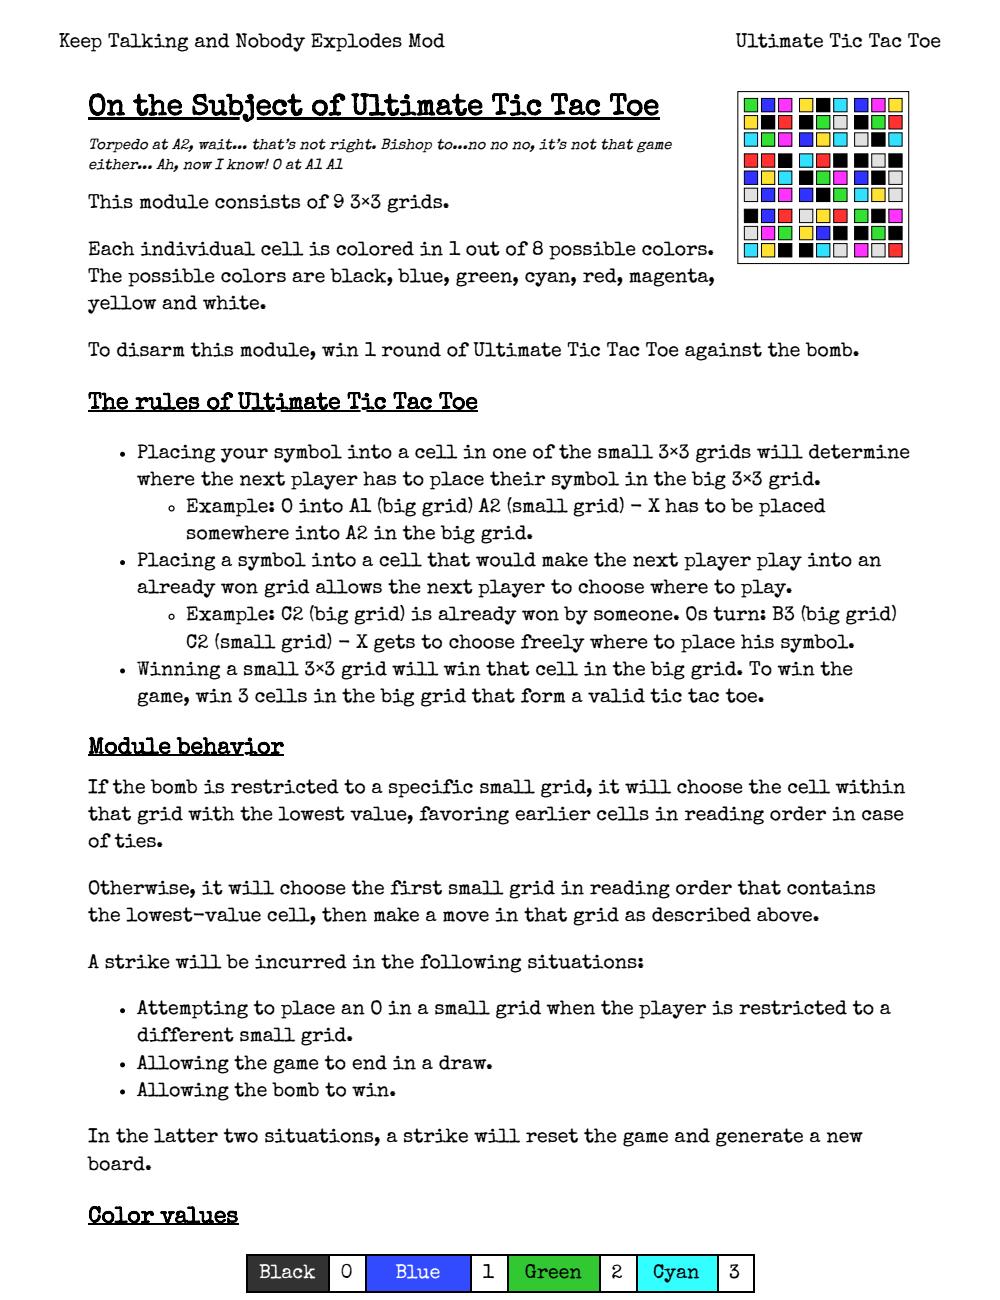 Keep Talking and Nobody Explodes Mod
Ultimate Tic Tac Toe
On the Subject of Ultimate Tic Tac Toe
Torpedo at A2, wait... that's not right. Bishop to...no no no, it's not that game
either... Ah, now I know! O at A1 A1
This module consists of 9 3×3 grids.
Each individual cell is colored in 1 out of 8 possible colors.
The possible colors are black, blue, green, cyan, red, magenta,
yellow and white.
To disarm this module, win 1 round of Ultimate Tic Tac Toe against the bomb.
The rules of Ultimate Tic Tac Toe
• Placing your symbol into a cell in one of the small 3×3 grids will determine
where the next player has to place their symbol in the big 3×3 grid.
◦ Example: O into A1 (big grid) A2 (small grid) – X has to be placed
somewhere into A2 in the big grid.
• Placing a symbol into a cell that would make the next player play into an
already won grid allows the next player to choose where to play.
◦ Example: C2 (big grid) is already won by someone. Os turn: B3 (big grid)
C2 (small grid) – X gets to choose freely where to place his symbol.
• Winning a small 3×3 grid will win that cell in the big grid. To win the
game, win 3 cells in the big grid that form a valid tic tac toe.
Module behavior
If the bomb is restricted to a specific small grid, it will choose the cell within
that grid with the lowest value, favoring earlier cells in reading order in case
of ties.
Otherwise, it will choose the first small grid in reading order that contains
the lowest-value cell, then make a move in that grid as described above.
A strike will be incurred in the following situations:
• Attempting to place an O in a small grid when the player is restricted to a
different small grid.
• Allowing the game to end in a draw.
• Allowing the bomb to win.
In the latter two situations, a strike will reset the game and generate a new
board.
Color values
Black 0 Blue 1 Green 2 Cyan 3